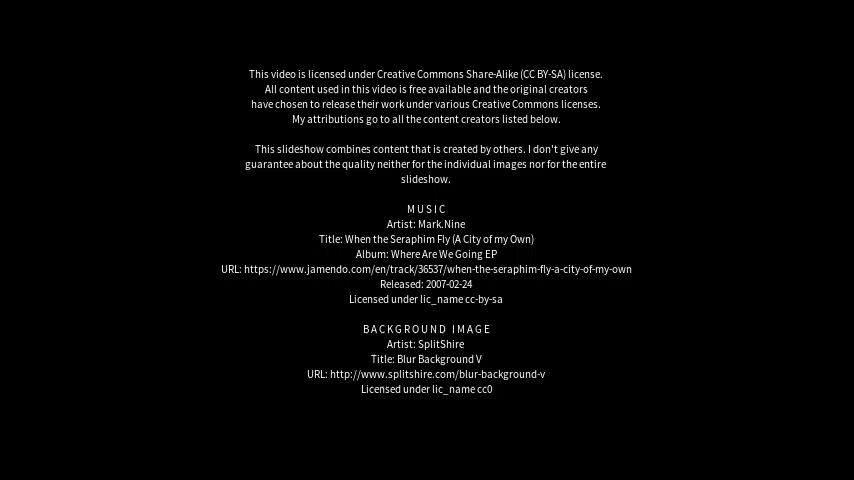 This video is licensed under Creative Commons Share-Alike (CC BY-SA) license.
All content used in this video is free available and the original creators
have chosen to release their work under various Creative Commons licenses.
My attributions go to all the content creators listed below.
This slideshow combines content that is created by others. I don't give any
guarantee about the quality neither for the individual images nor for the entire
slideshow.
MUSIC
Artist: Mark.Nine
Title: When the Seraphim Fly (A City of my Own)
Album: Where Are We Going EP
URL: https://www.jamendo.com/en/track/36537/when-the-seraphim-fly-a-city-of-my-own
Released: 2007-02-24
Licensed under lic_name cc-by-sa
BACKGROUND IMAGE
Artist: SplitShire
Title: Blur Background V
URL: http://www.splitshire.com/blur-background-v
Licensed under lic_name cc0